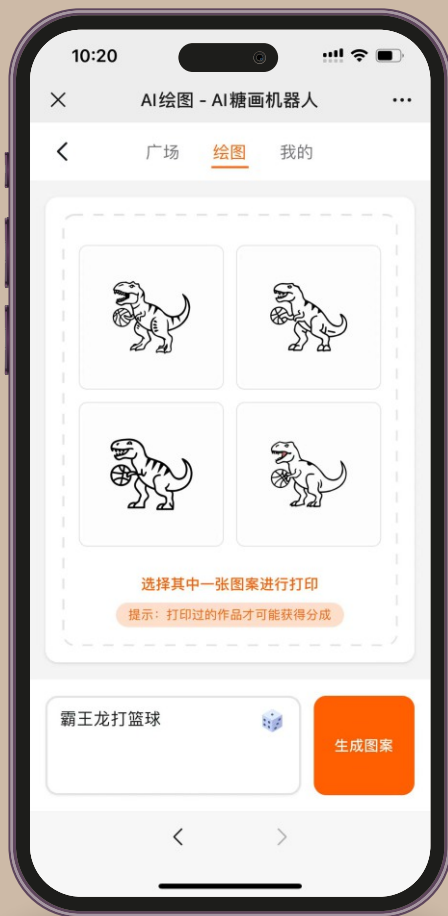 10:20
AI绘图 - AI糖画机器人
广场 绘图 我的
选择其中一张图案进行打印
提示：打印过的作品才可能获得分成
霸王龙打篮球
生成图案